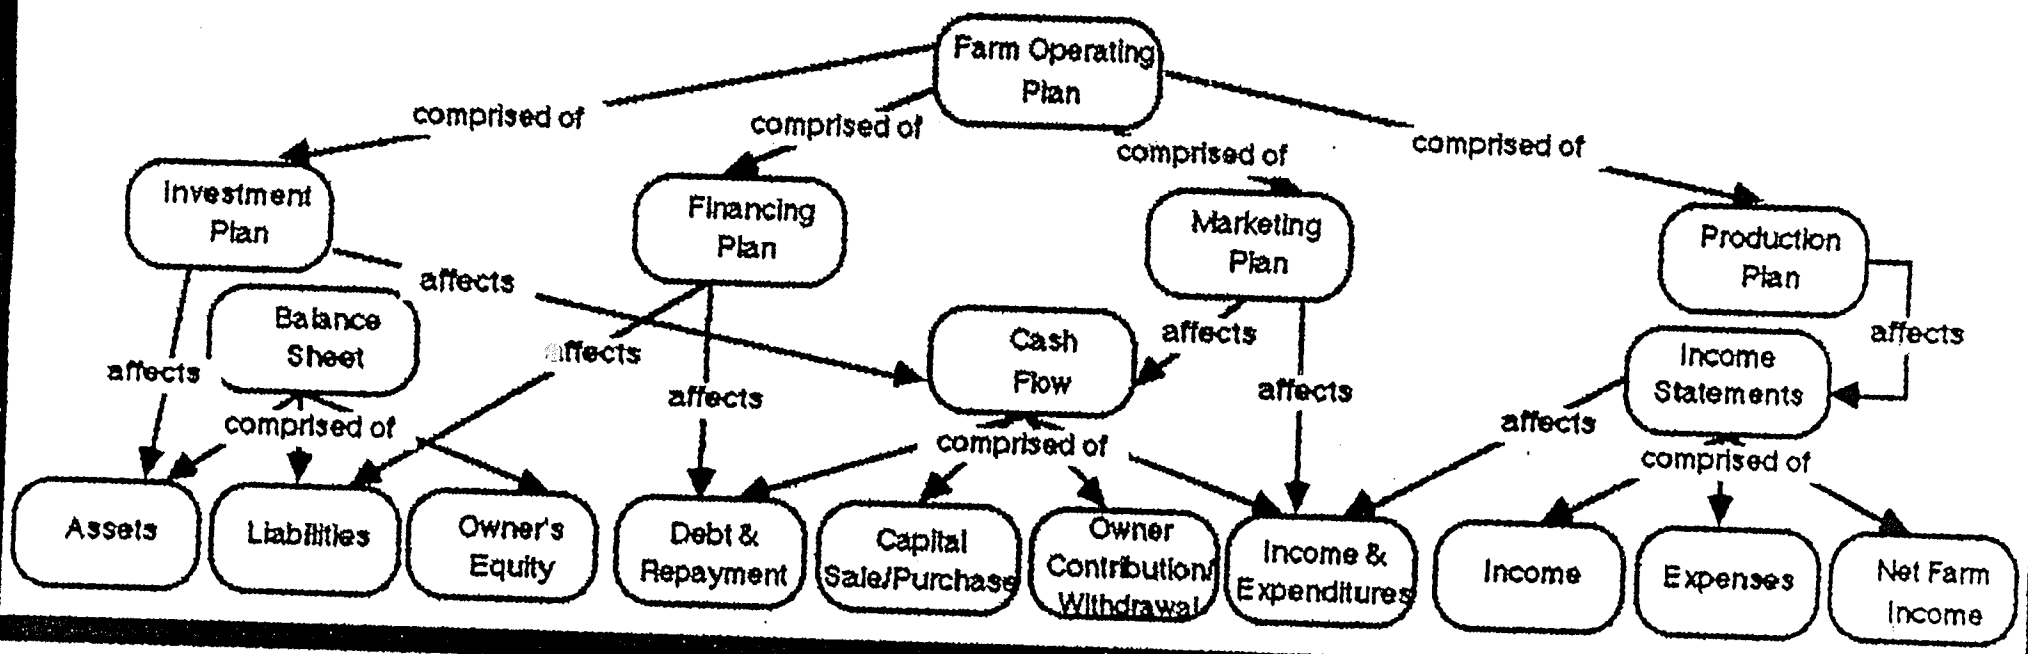 Farm Operating
Plan
comprised of
comprised of
comprised of
comprised of
Investment
Plan
Financing
Plan
Marketing
Plan
Production
Plan
affects
affects
affects
Balance
Sheet
Cash
Flow
Income
Statements
affects
affects
affects
affects
affects
comprised of
comprised of
comprised of
Assets
Liabilities
Owner's
Equity
Debt &
Repayment
Capital
Sale/Purchase
Owner
Contribution/
Withdrawal
Income &
Expenditures
Income
Expenses
Net Farm
Income